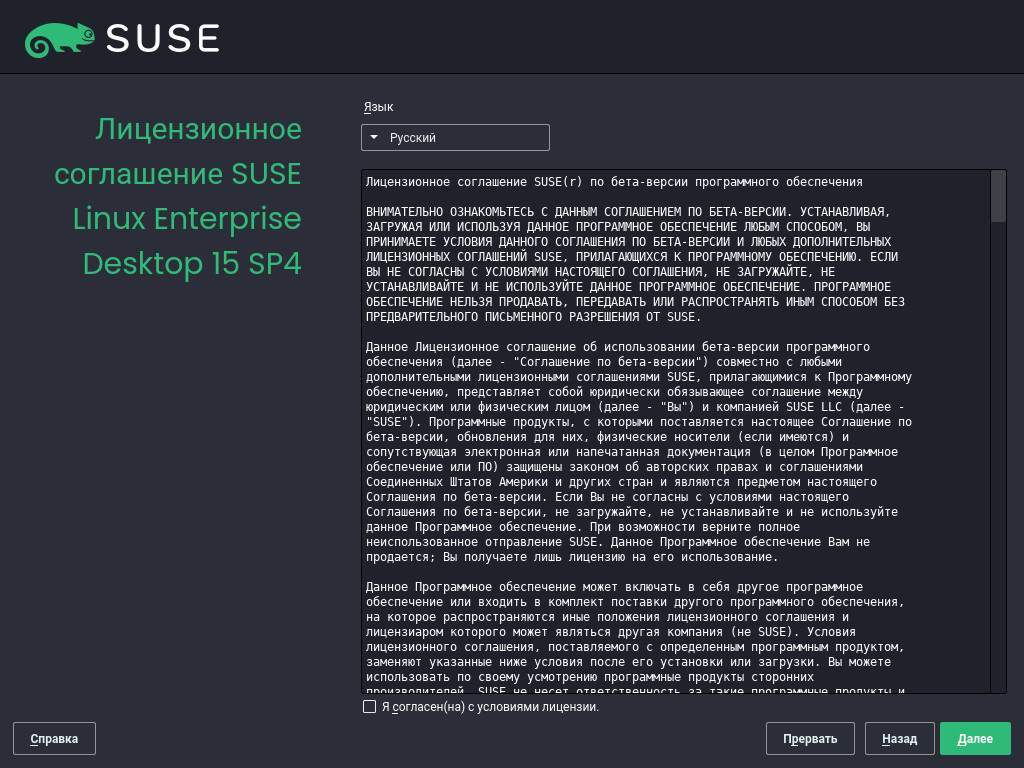 SUSE
Лицензионное
соглашение SUSE
Linux Enterprise
Desktop 15 SP4
Язык
Русский
Лицензионное соглашение SUSE(r) по бета-версии программного обеспечения
ВНИМАТЕЛЬНО ОЗНАКОМЬТЕСЬ С ДАННЫМ СОГЛАШЕНИЕМ ПО БЕТА-ВЕРСИИ. УСТАНАВЛИВАЯ,
ЗАГРУЖАЯ ИЛИ ИСПОЛЬЗУЯ ДАННОЕ ПРОГРАММНОЕ ОБЕСПЕЧЕНИЕ ЛЮБЫМ СПОСОБОМ, ВЫ
ПРИНИМАЕТЕ УСЛОВИЯ ДАННОГО СОГЛАШЕНИЯ ПО БЕТА-ВЕРСИИ И ЛЮБЫХ ДОПОЛНИТЕЛЬНЫХ
ЛИЦЕНЗИОННЫХ СОГЛАШЕНИЙ SUSE, ПРИЛАГАЮЩИХСЯ К ПРОГРАММНОМУ ОБЕСПЕЧЕНИЮ. ЕСЛИ
ВЫ НЕ СОГЛАСНЫ С УСЛОВИЯМИ НАСТОЯЩЕГО СОГЛАШЕНИЯ, НЕ ЗАГРУЖАЙТЕ, НЕ
УСТАНАВЛИВАЙТЕ И НЕ ИСПОЛЬЗУЙТЕ ДАННОЕ ПРОГРАММНОЕ ОБЕСПЕЧЕНИЕ. ПРОГРАММНОЕ
ОБЕСПЕЧЕНИЕ НЕЛЬЗЯ ПРОДАВАТЬ, ПЕРЕДАВАТЬ ИЛИ РАСПРОСТРАНЯТЬ ИНЫМ СПОСОБОМ БЕЗ
ПРЕДВАРИТЕЛЬНОГО ПИСЬМЕННОГО РАЗРЕШЕНИЯ ОТ SUSE.
Данное Лицензионное соглашение об использовании бета-версии программного
обеспечения (далее - "Соглашение по бета-версии") совместно с любыми
дополнительными лицензионными соглашениями SUSE, прилагающимися к Программному
обеспечению, представляет собой юридически обязывающее соглашение между
юридическим или физическим лицом (далее - "Вы") и компанией SUSE LLC (далее -
"SUSE"). Программные продукты, с которыми поставляется настоящее Соглашение по
бета-версии, обновления для них, физические носители (если имеются) и
сопутствующая электронная или напечатанная документация (в целом Программное
обеспечение или ПО) защищены законом об авторских правах и соглашениями
Соединенных Штатов Америки и других стран и являются предметом настоящего
Соглашения по бета-версии. Если Вы не согласны с условиями настоящего
Соглашения по бета-версии, не загружайте, не устанавливайте и не используйте
данное Программное обеспечение. При возможности верните полное
неиспользованное отправление SUSE. Данное Программное обеспечение Вам не
продается; Вы получаете лишь лицензию на его использование.
Данное Программное обеспечение может включать в себя другое программное
обеспечение или входить в комплект поставки другого программного обеспечения,
на которое распространяются иные положения лицензионного соглашения и
лицензиаром которого может являться другая компания (не SUSE). Условия
лицензионного соглашения, поставляемого с определенным программным продуктом,
заменяют указанные ниже условия после его установки или загрузки. Вы можете
использовать по своему усмотрению программные продукты сторонних
производителей. SUSE не несет ответственность за такие программные продукты и
Я согласен(на) с условиями лицензии.
Справка
Прервать
Назад
Далее